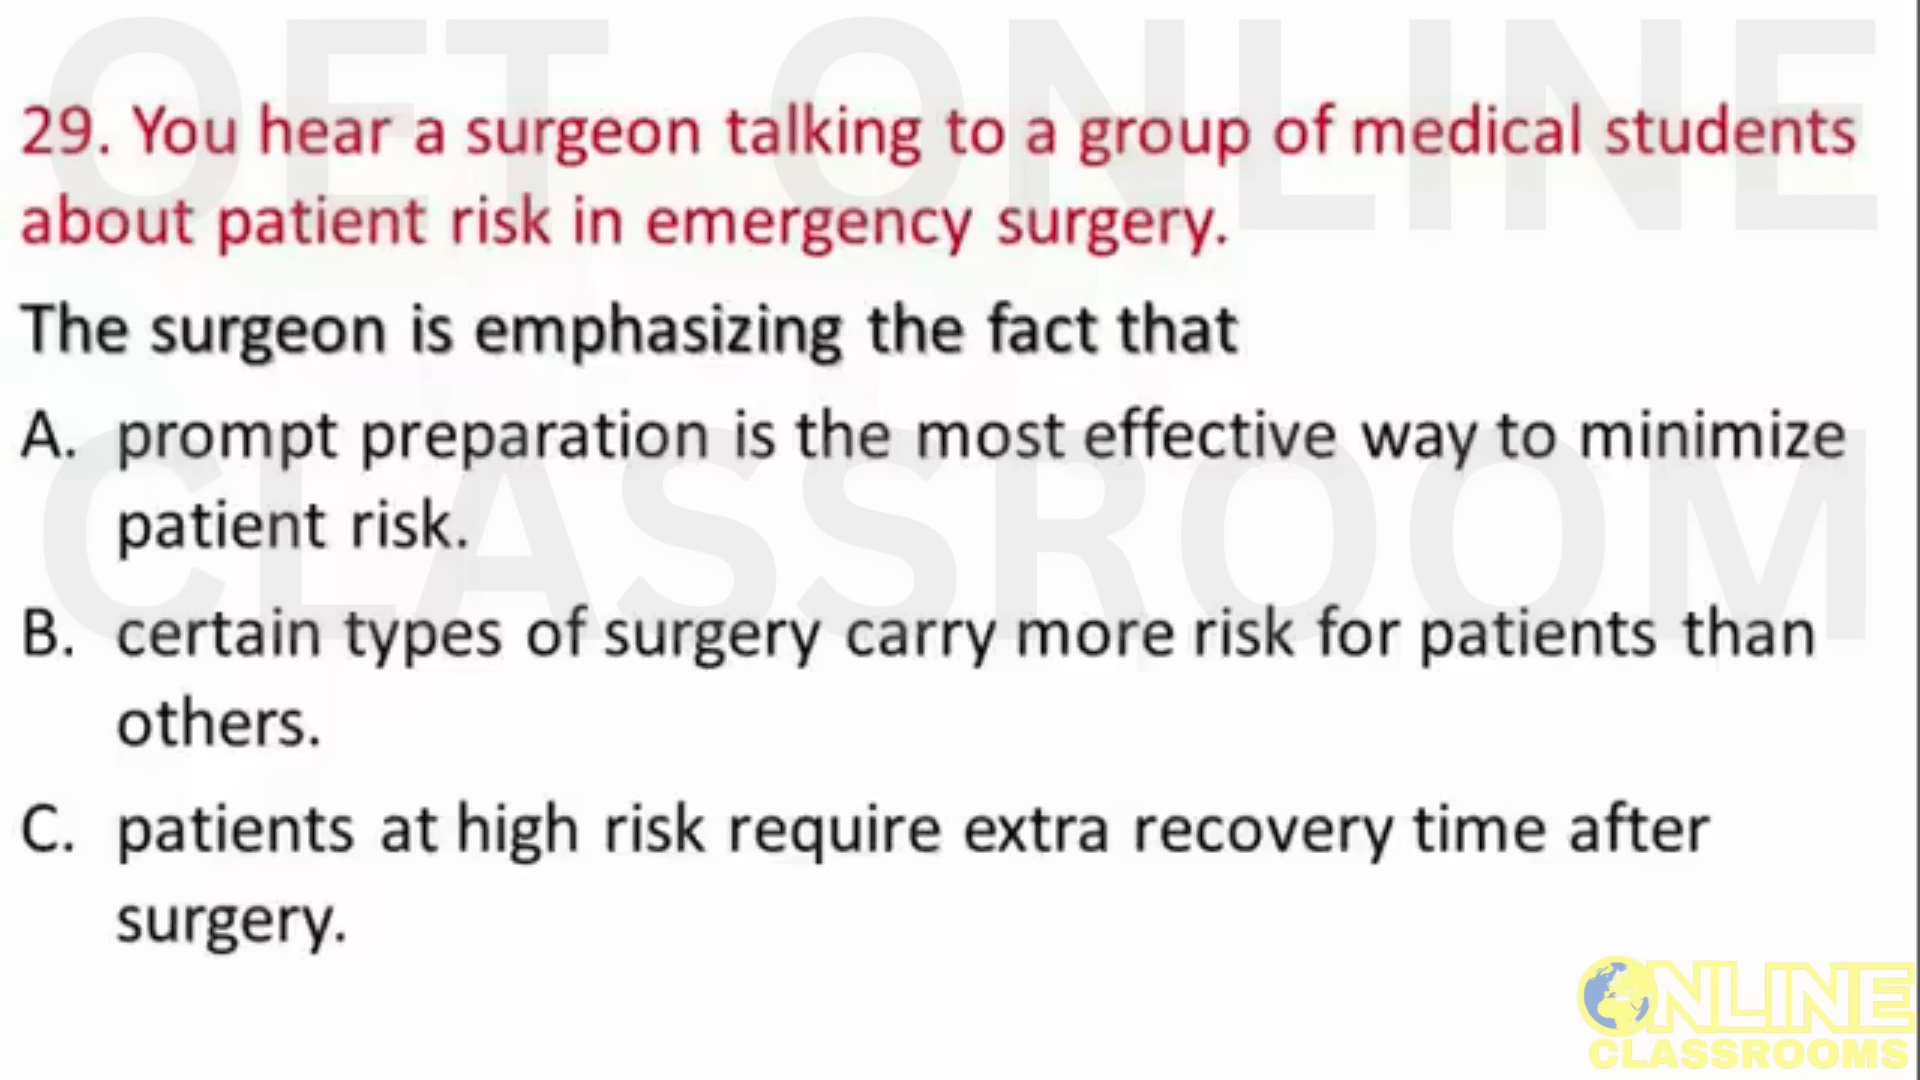 OET ONLINE
29. You hear a surgeon talking to a group of medical students
about patient risk in emergency surgery.
The surgeon is emphasizing the fact that
A. prompt preparation is the most effective way to minimize
patient risk.
CLASSROOM
B. certain types of surgery carry more risk for patients than
others.
C. patients at high risk require extra recovery time after
surgery.
ONLINE
CLASSROOMS